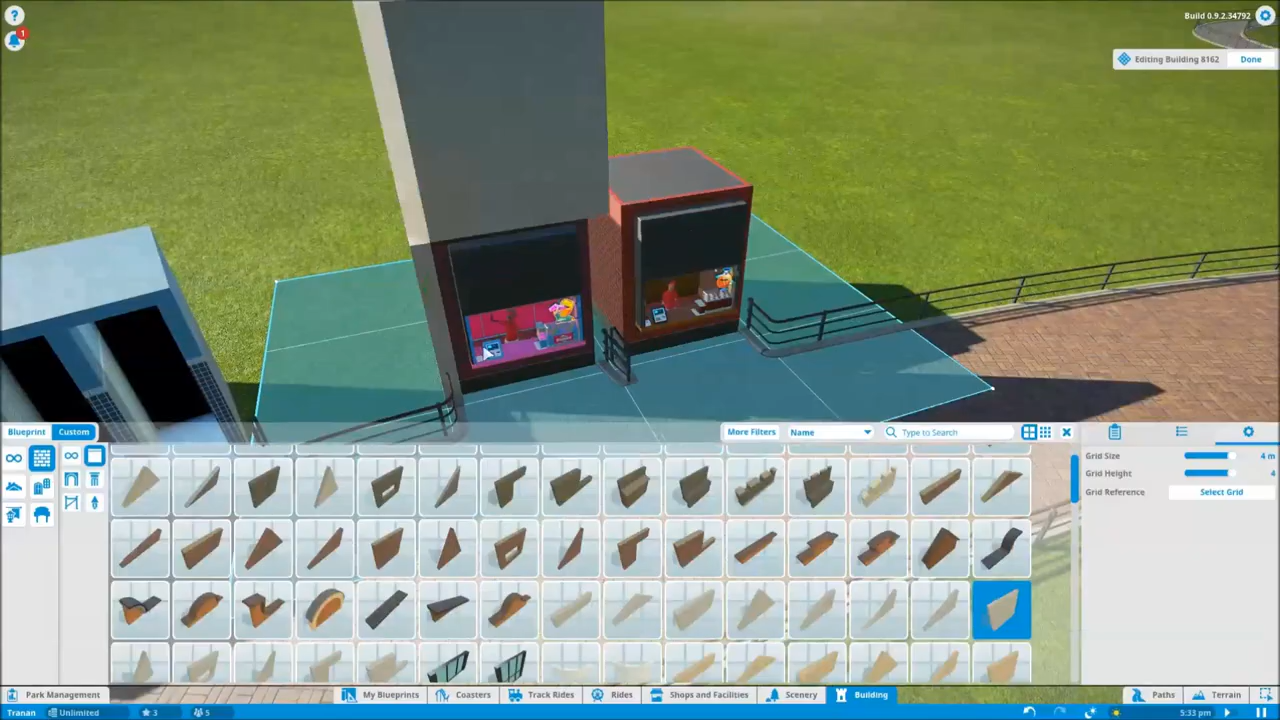 ?
Build 0.9.2.34792
1
Editing Building 8162 Done
Blueprint Custom More Filters Name Type to Search
Grid Size 4 m
Grid Height 4
Grid Reference Select Grid
Park Management My Blueprints Coasters Track Rides Rides Shops and Facilities Scenery Building Paths Terrain
Tranan Unlimited 3 5 5:33 pm